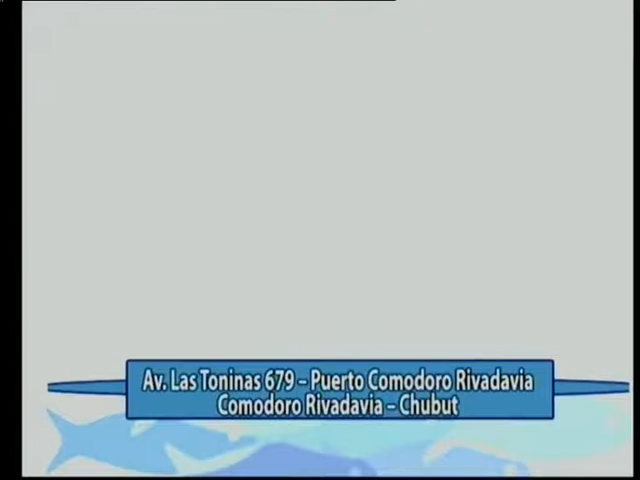 Av. Las Toninas 679 – Puerto Comodoro Rivadavia
Comodoro Rivadavia – Chubut